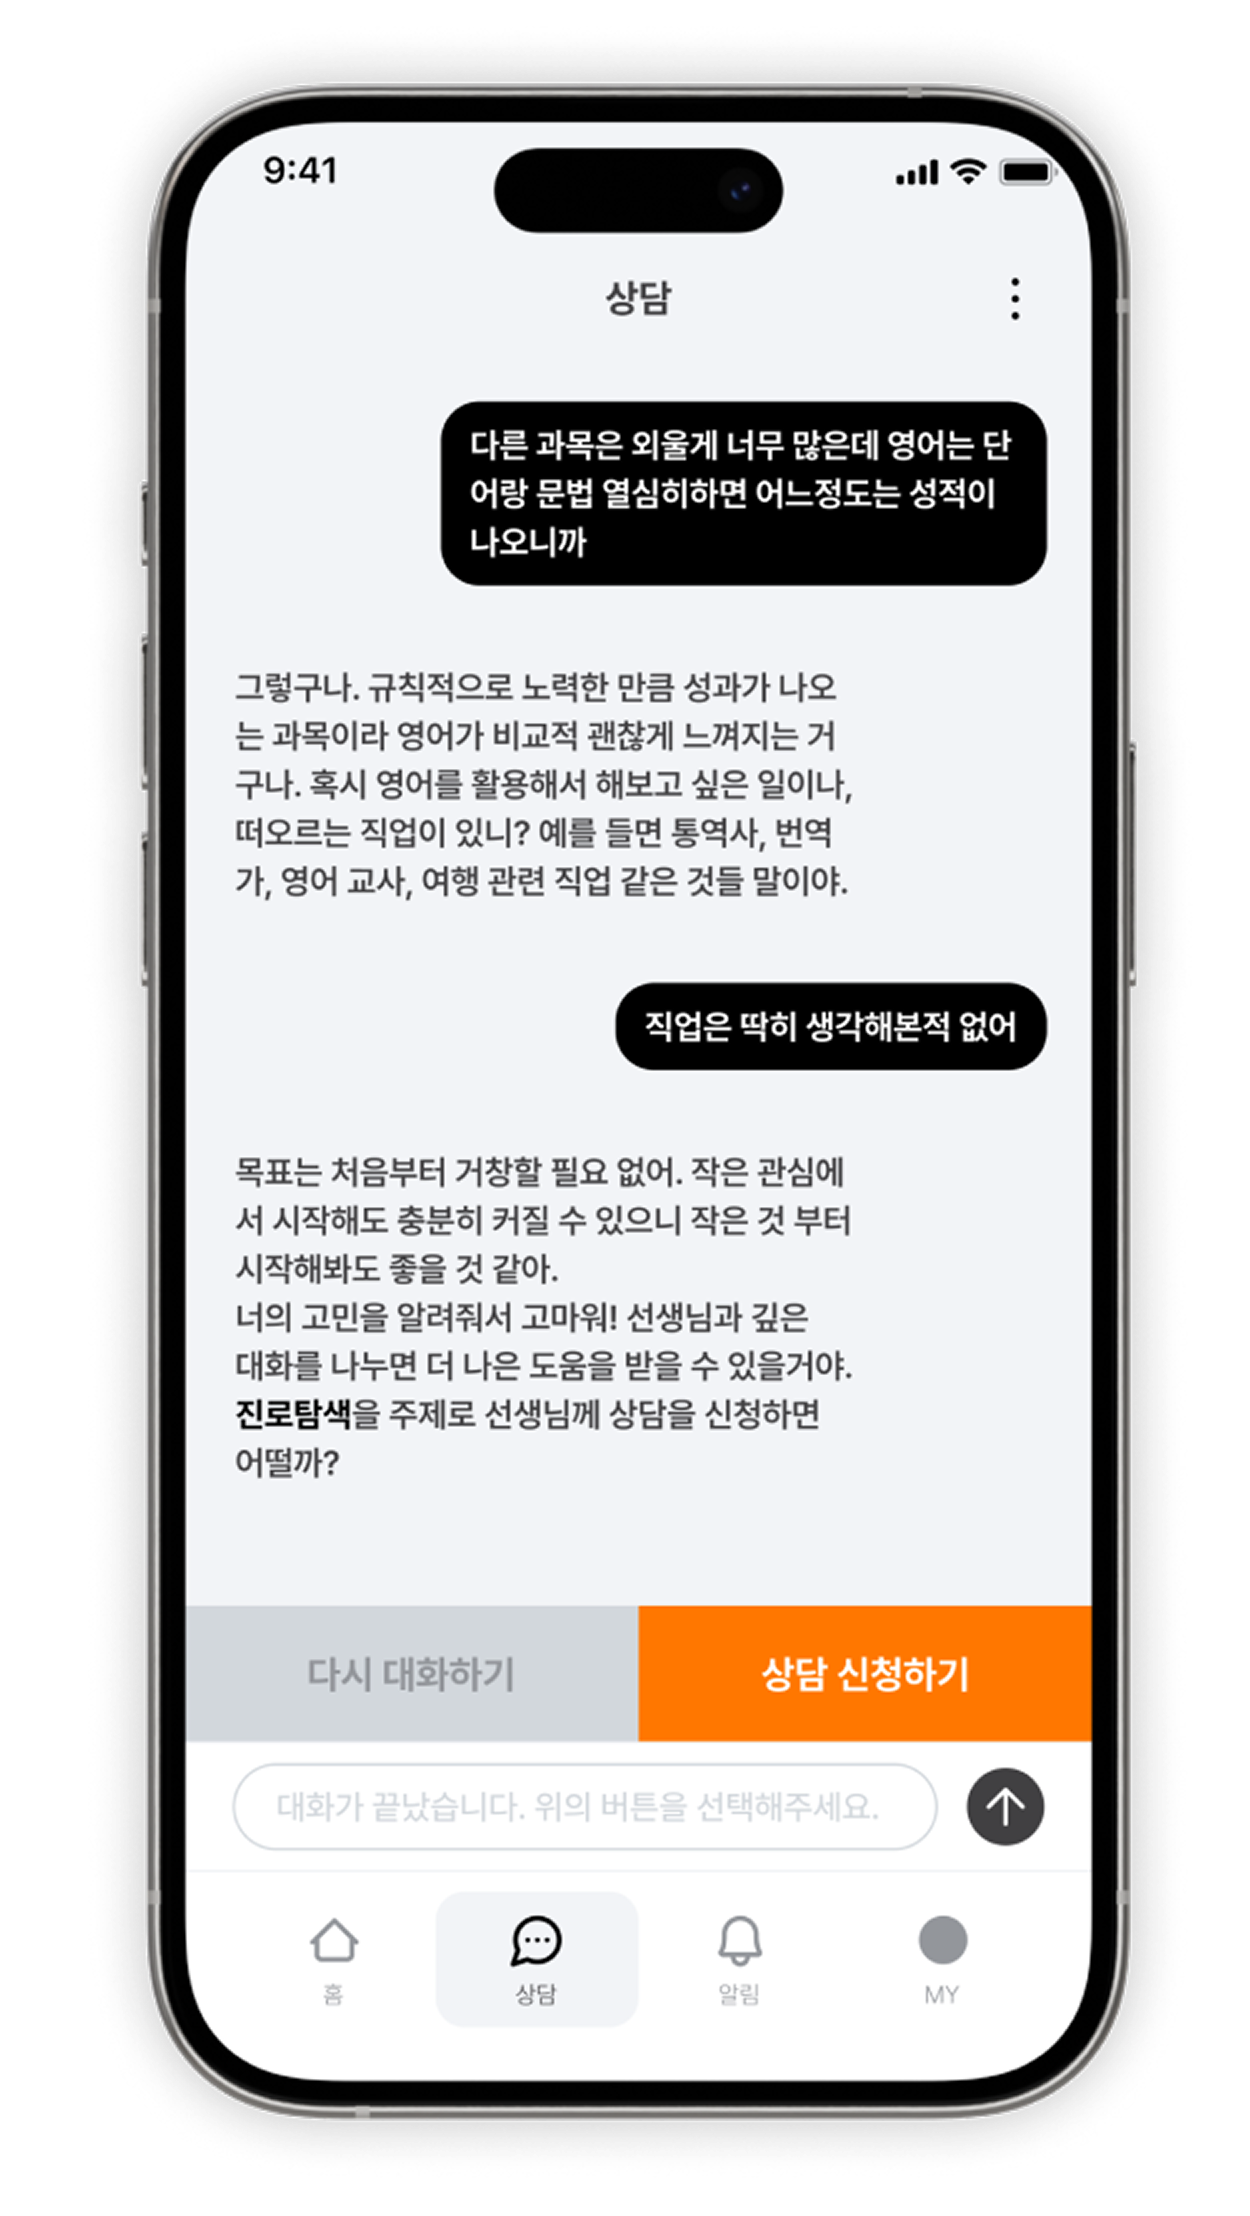 9:41
상담
다른 과목은 외울게 너무 많은데 영어는 단
어랑 문법 열심히하면 어느정도는 성적이
나오니까
그렇구나. 규칙적으로 노력한 만큼 성과가 나오
는 과목이라 영어가 비교적 괜찮게 느껴지는 거
구나. 혹시 영어를 활용해서 해보고 싶은 일이나,
떠오르는 직업이 있니? 예를 들면 통역사, 번역
가, 영어 교사, 여행 관련 직업 같은 것들 말이야.
직업은 딱히 생각해본적 없어
목표는 처음부터 거창할 필요 없어. 작은 관심에
서 시작해도 충분히 커질 수 있으니 작은 것 부터
시작해봐도 좋을 것 같아.
너의 고민을 알려줘서 고마워! 선생님과 깊은
대화를 나누면 더 나은 도움을 받을 수 있을거야.
진로탐색을 주제로 선생님께 상담을 신청하면
어떨까?
다시 대화하기
상담 신청하기
대화가 끝났습니다. 위의 버튼을 선택해주세요.
홈
상담
알림
MY